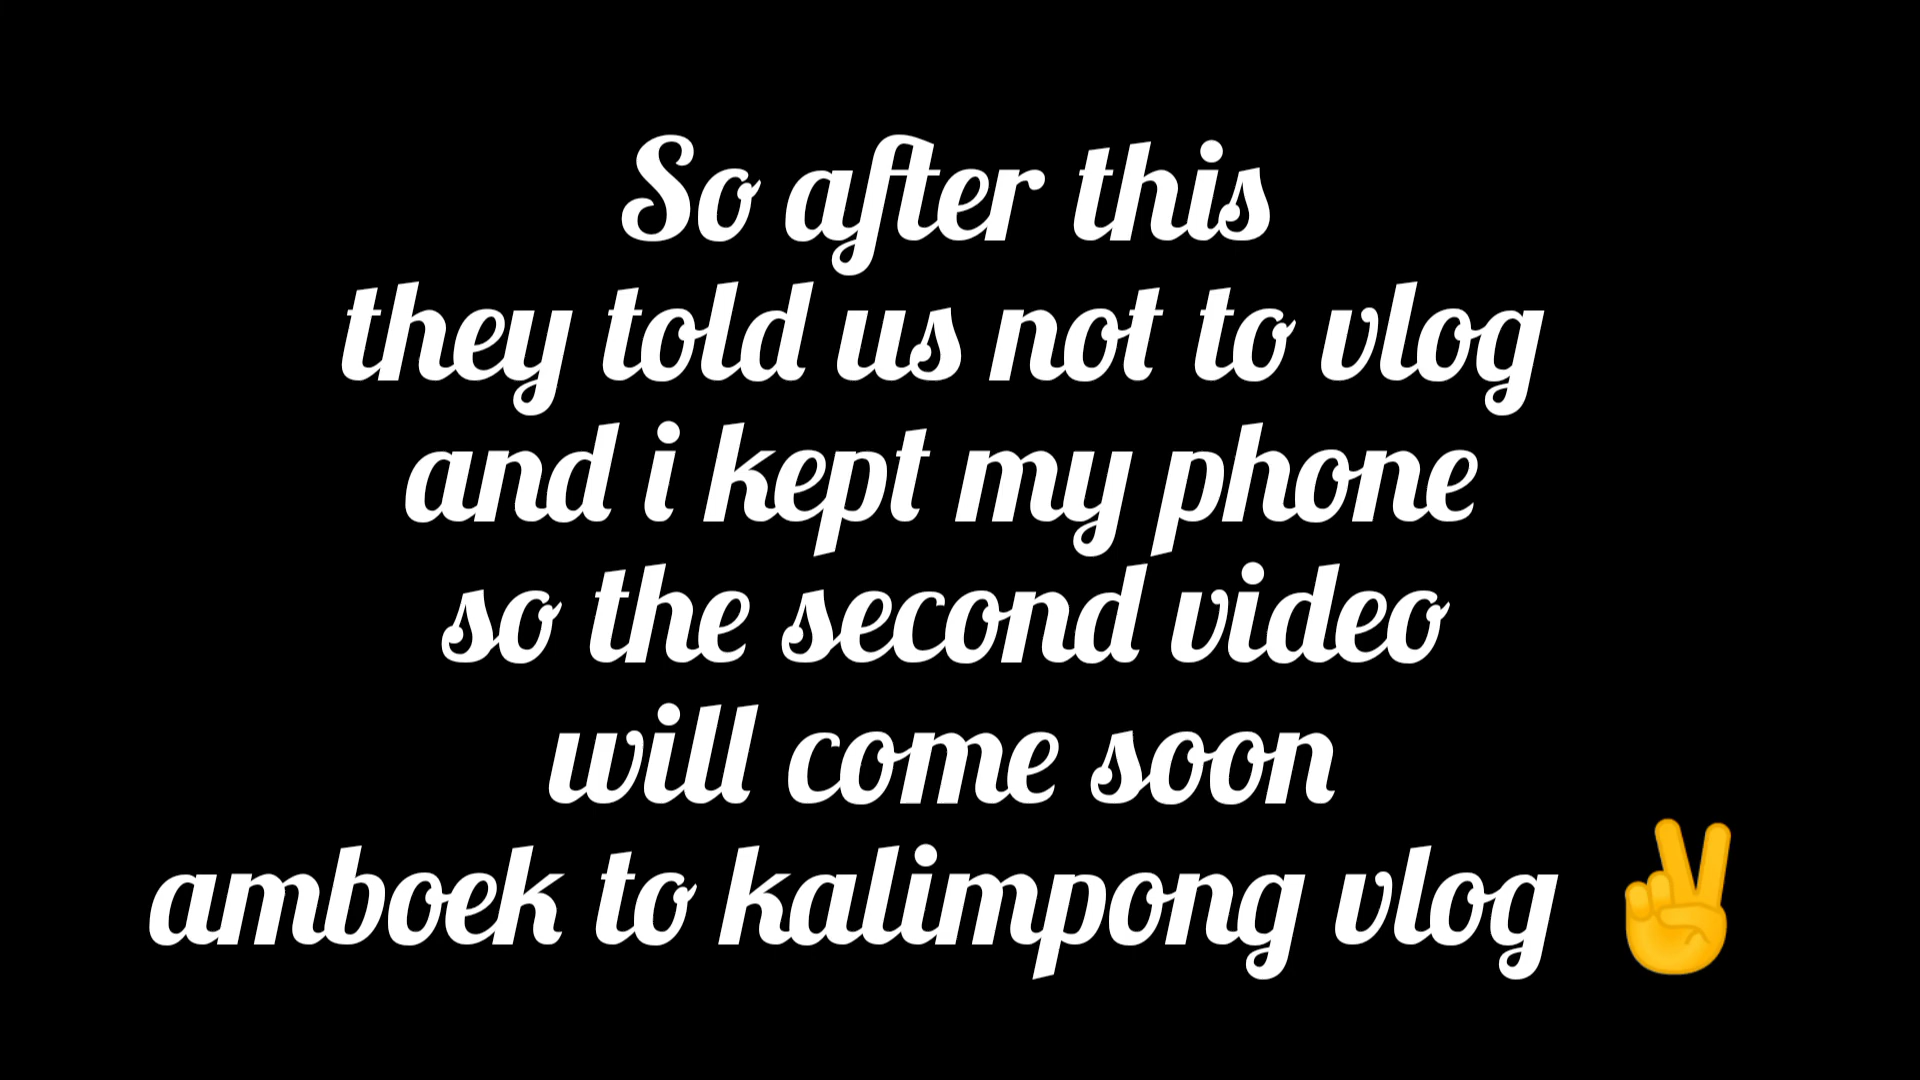 So after this
they told us not to vlog
and i kept my phone
so the second video
will come soon
amboek to kalimpong vlog ✌️